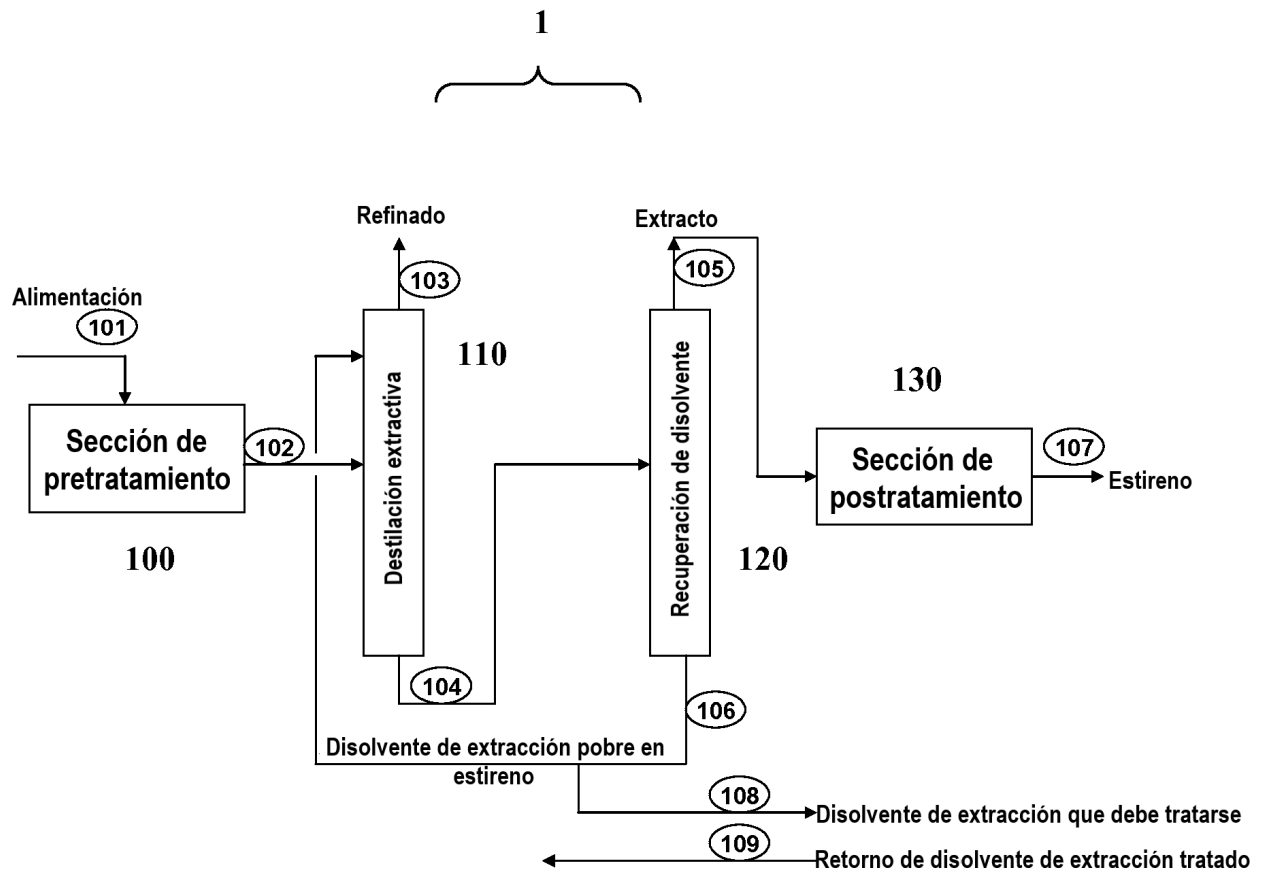 1
Refinado
Extracto
103
105
Alimentación
101
110
130
Destilación extractiva
Recuperación de disolvente
Sección de
pretratamiento
102
Sección de
postratamiento
107
Estireno
100
120
104
106
Disolvente de extracción pobre en
estireno
108
Disolvente de extracción que debe tratarse
109
Retorno de disolvente de extracción tratado